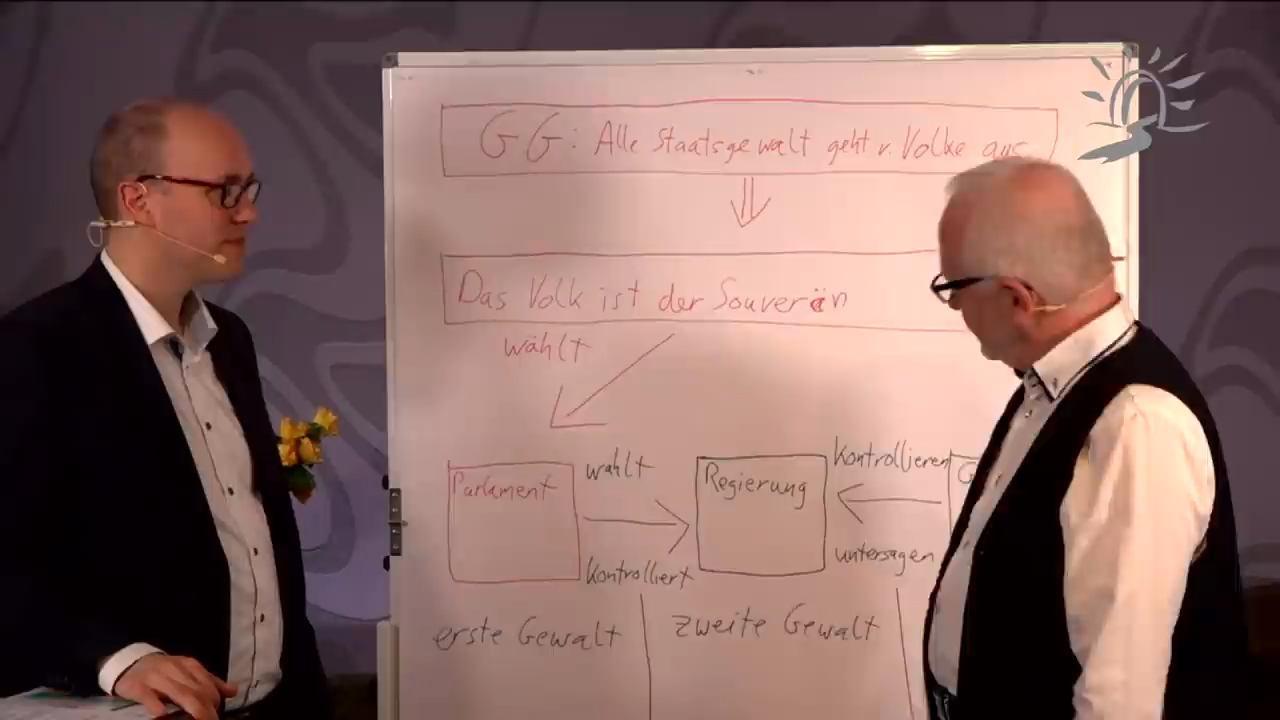 GG: Alle Staatsgewalt geht v. Volke aus
Das Volk ist der Souverän
wählt
Parlament
wählt
kontrolliert
Regierung
kontrollieren
untersagen
G
erste Gewalt
zweite Gewalt